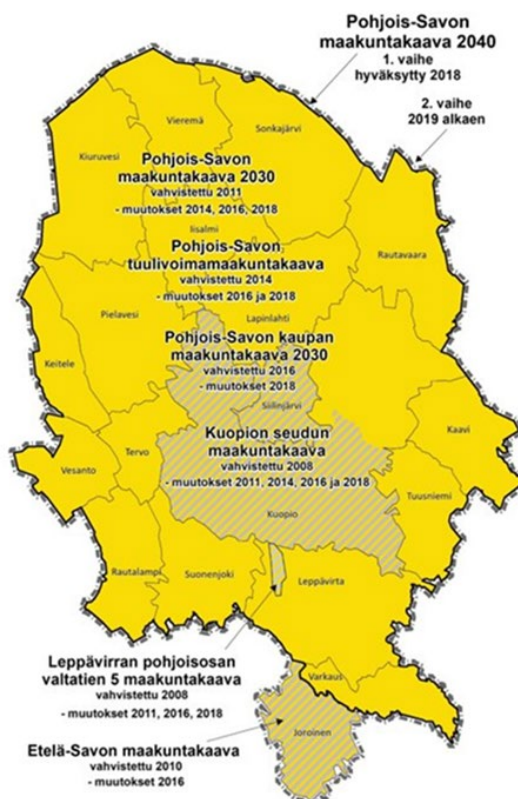 Pohjois-Savon
maakuntakaava 2040
1. vaihe
hyväksytty 2018
2. vaihe
2019 alkaen
Vieremä
Sonkajärvi
Kiuruvesi
Pohjois-Savon
maakuntakaava 2030
vahvistettu 2011
- muutokset 2014, 2016, 2018
Iisalmi
Pohjois-Savon
tuulivoimamaakuntakaava
vahvistettu 2014
- muutokset 2016 ja 2018
Rautavaara
Pielavesi
Lapinlahti
Pohjois-Savon kaupan
maakuntakaava 2030
vahvistettu 2016
- muutokset 2018
Keitele
Siilinjärvi
Kuopion seudun
maakuntakaava
vahvistettu 2008
- muutokset 2011, 2014, 2016 ja 2018
Kaavi
Vesanto
Tervo
Tuusniemi
Kuopio
Rautalampi
Suonenjoki
Leppävirta
Leppävirran pohjoisosan
valtatien 5 maakuntakaava
vahvistettu 2008
- muutokset 2011, 2016, 2018
Varkaus
Joroinen
Etelä-Savon maakuntakaava
vahvistettu 2010
- muutokset 2016